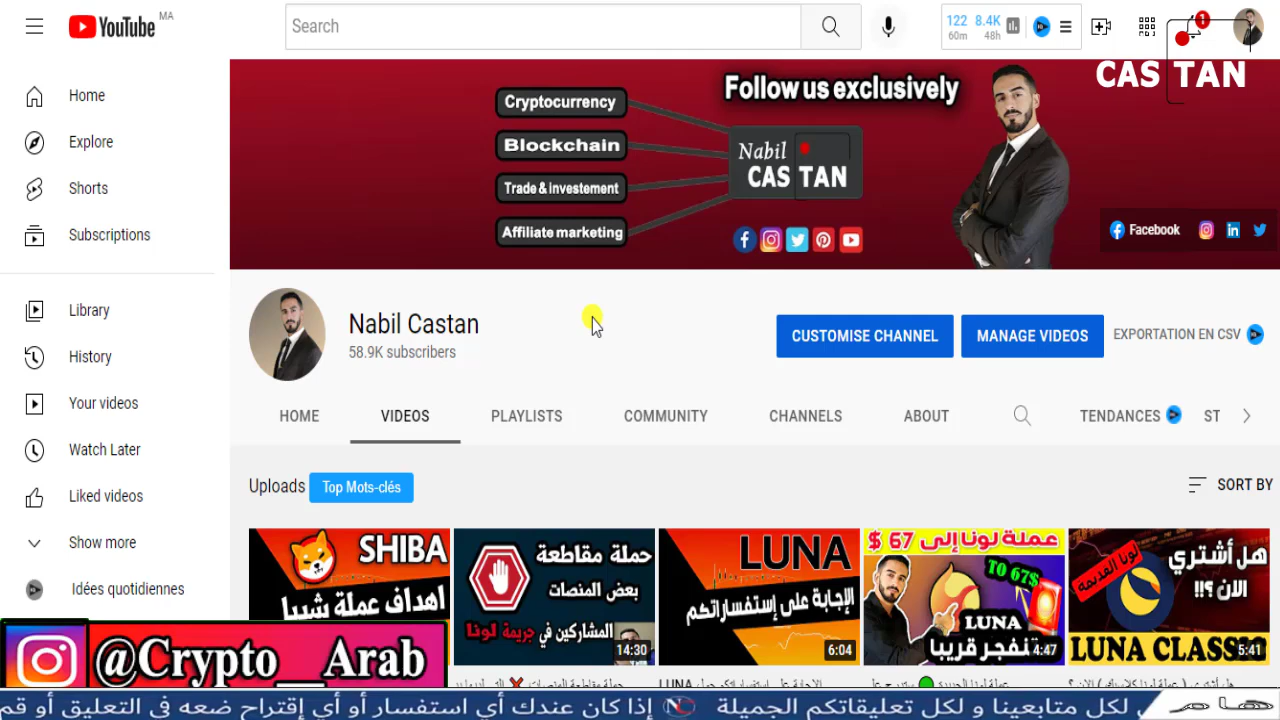 YouTube MA
Search
122 8.4K
60m 48h
1
CAS TAN
Home
Explore
Shorts
Subscriptions
Library
History
Your videos
Watch Later
Liked videos
Show more
Idées quotidiennes
Follow us exclusively
Cryptocurrency
Blockchain
Trade & investement
Affiliate marketing
Nabil
CAS TAN
Facebook
Nabil Castan
58.9K subscribers
CUSTOMISE CHANNEL
MANAGE VIDEOS
EXPORTATION EN CSV
HOME
VIDEOS
PLAYLISTS
COMMUNITY
CHANNELS
ABOUT
TENDANCES
ST
Uploads
Top Mots-clés
SORT BY
SHIBA
اهداف عملة شيبا
حملة مقاطعة
بعض المنصات
المشاركين في جريمة لونا
14:30
LUNA
الإجابة على إستفساراتكم
6:04
عملة لونا إلى 67 $
TO 67$
LUNA
ستنفجر قريبا
4:47
هل أشتري
الان ؟!!
لونا القديمة
LUNA CLASSIC
5:41
@Crypto__Arab
لكل متابعينا و لكل تعليقاتكم الجميلة
إذا كان عندك أي استفسار أو أي إقتراح ضعه في التعليق أو قم